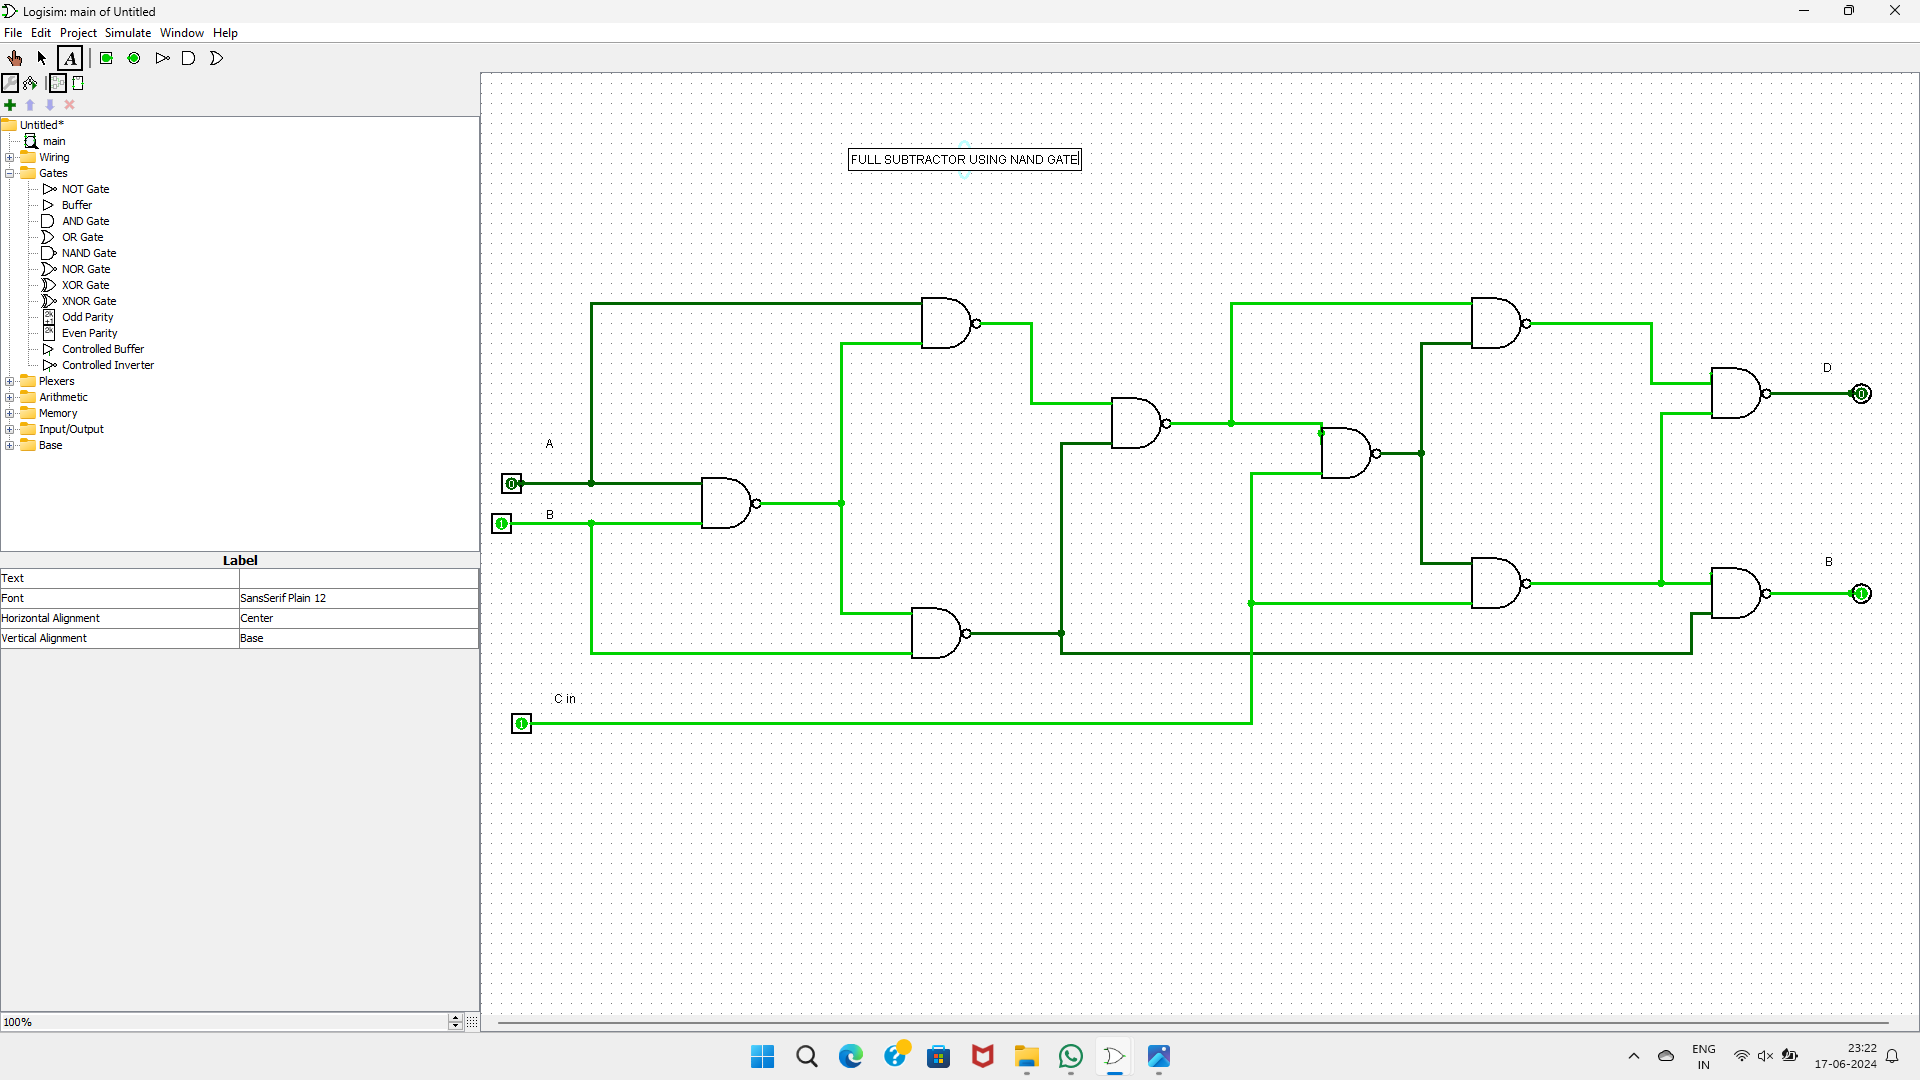 Logisim: main of Untitled
File Edit Project Simulate Window Help
A
Untitled*
main
Wiring
Gates
NOT Gate
Buffer
AND Gate
OR Gate
NAND Gate
NOR Gate
XOR Gate
XNOR Gate
Odd Parity
Even Parity
Controlled Buffer
Controlled Inverter
Plexers
Arithmetic
Memory
Input/Output
Base
Label
Text
Font SansSerif Plain 12
Horizontal Alignment Center
Vertical Alignment Base
100%
FULL SUBTRACTOR USING NAND GATE
D
0
A
0
B
1
B
1
C in
1
ENG
IN
23:22
17-06-2024